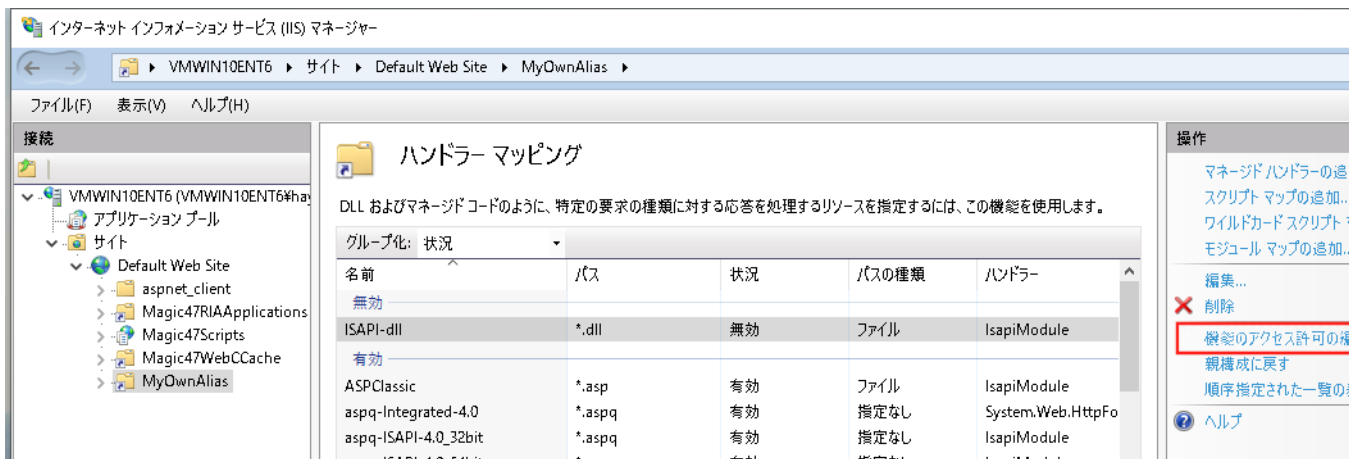 インターネット インフォメーション サービス (IIS) マネージャー
VMWIN10ENT6 サイト Default Web Site MyOwnAlias
ファイル(F) 表示(V) ヘルプ(H)
接続
VMWIN10ENT6 (VMWIN10ENT6¥hay
アプリケーション プール
サイト
Default Web Site
aspnet_client
Magic47RIAApplications
Magic47Scripts
Magic47WebCCache
MyOwnAlias
ハンドラー マッピング
DLL およびマネージド コードのように、特定の要求の種類に対する応答を処理するリソースを指定するには、この機能を使用します。
グループ化: 状況
名前 パス 状況 パスの種類 ハンドラー
無効
ISAPI-dll *.dll 無効 ファイル IsapiModule
有効
ASPClassic *.asp 有効 ファイル IsapiModule
aspq-Integrated-4.0 *.aspq 有効 指定なし System.Web.HttpFo
aspq-ISAPI-4.0_32bit *.aspq 有効 指定なし IsapiModule
操作
マネージド ハンドラーの追
スクリプト マップの追加...
ワイルドカード スクリプト
モジュール マップの追加...
編集...
削除
機能のアクセス許可の編
親構成に戻す
順序指定された一覧の
ヘルプ